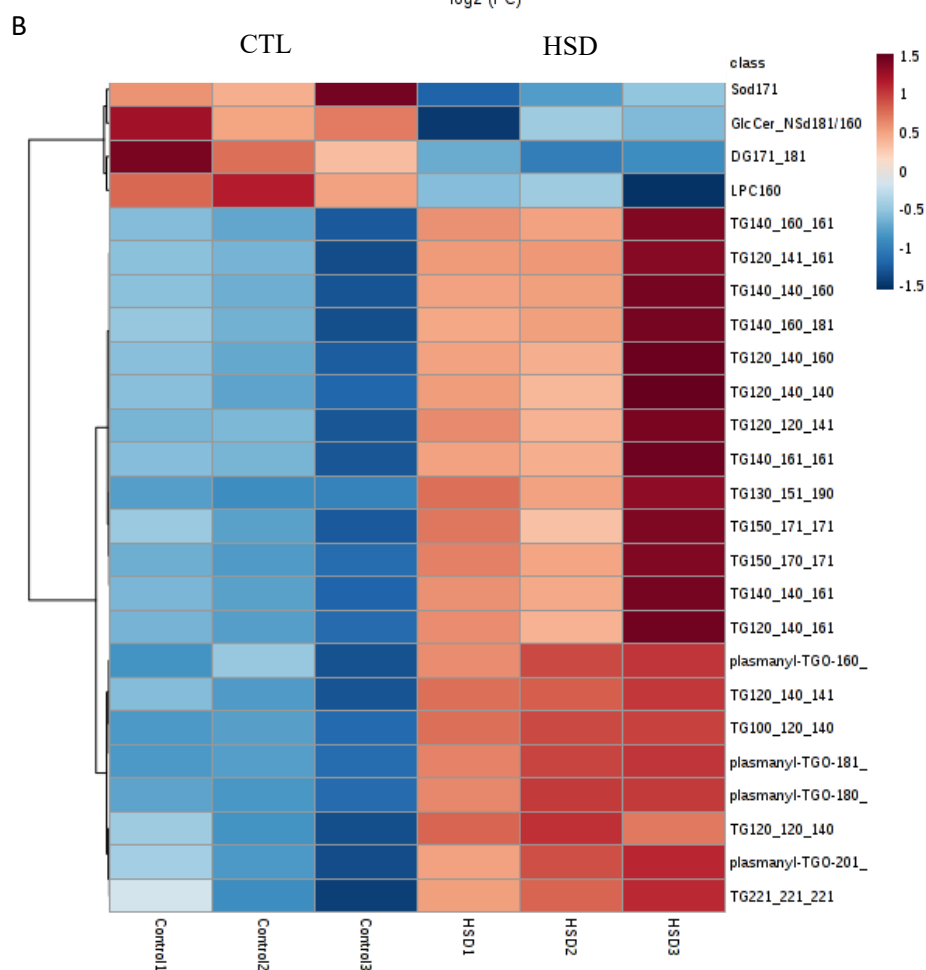 log2 (FC)
B
CTL HSD
class
Sod171
GlcCer_NSd181/160
DG171_181
LPC160
TG140_160_161
TG120_141_161
TG140_140_160
TG140_160_181
TG120_140_160
TG120_140_140
TG120_120_141
TG140_161_161
TG130_151_190
TG150_171_171
TG150_170_171
TG140_140_161
TG120_140_161
plasmanyl-TGO-160_
TG120_140_141
TG100_120_140
plasmanyl-TGO-181_
plasmanyl-TGO-180_
TG120_120_140
plasmanyl-TGO-201_
TG221_221_221
1.5
1
0.5
0
-0.5
-1
-1.5
Control1
Control2
Control3
HSD1
HSD2
HSD3